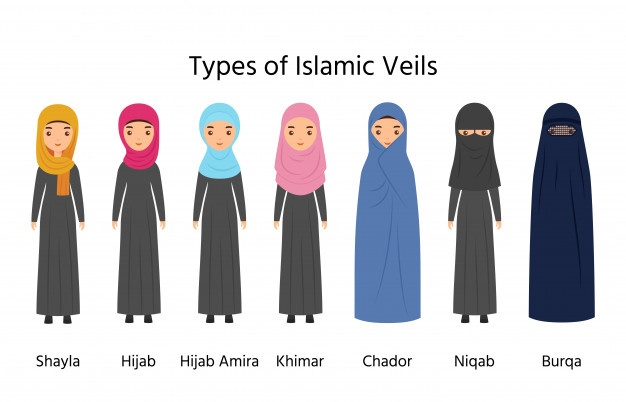 Types of Islamic Veils
Shayla Hijab Hijab Amira Khimar Chador Niqab Burqa